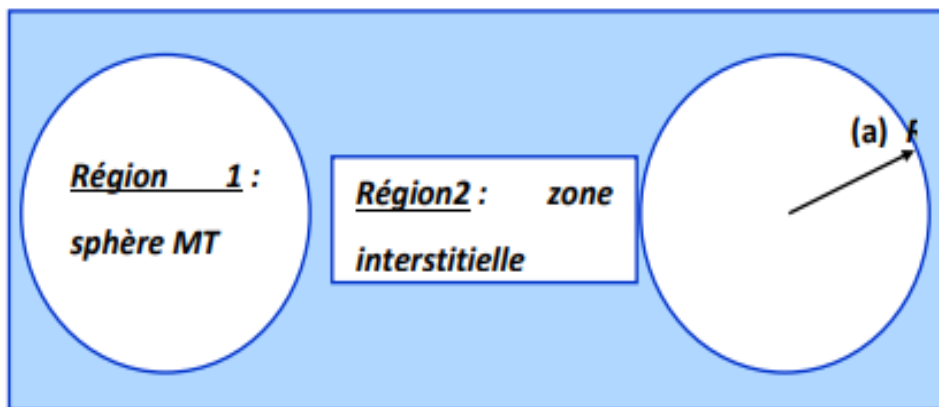 Région 1 :
sphère MT
Région2 : zone
interstitielle
(a)